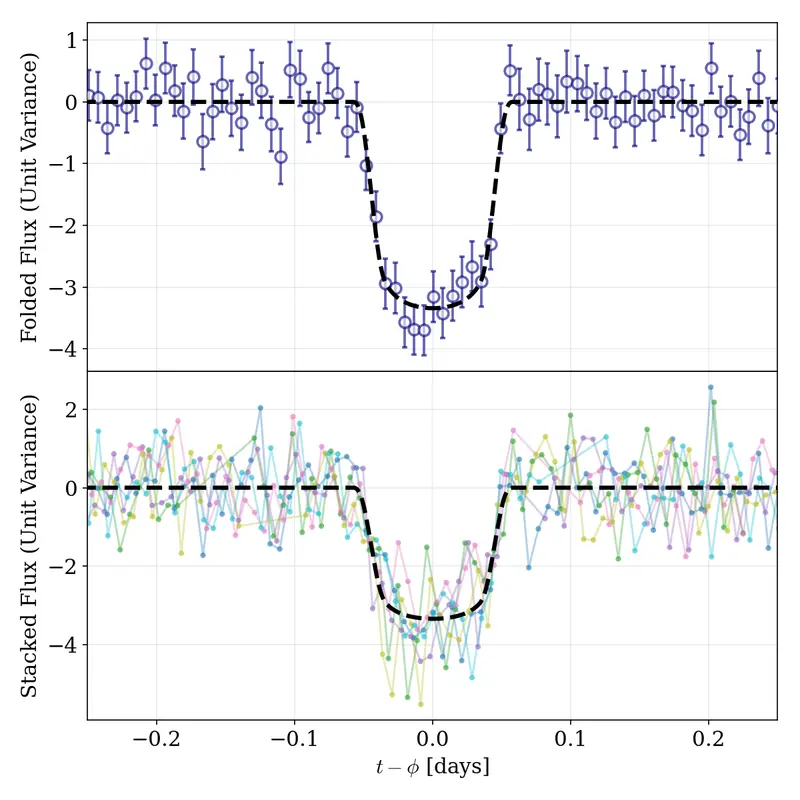 1
0
−1
−2
−3
−4
Folded Flux (Unit Variance)
2
0
−2
−4
Stacked Flux (Unit Variance)
−0.2 −0.1 0.0 0.1 0.2
t − ϕ [days]